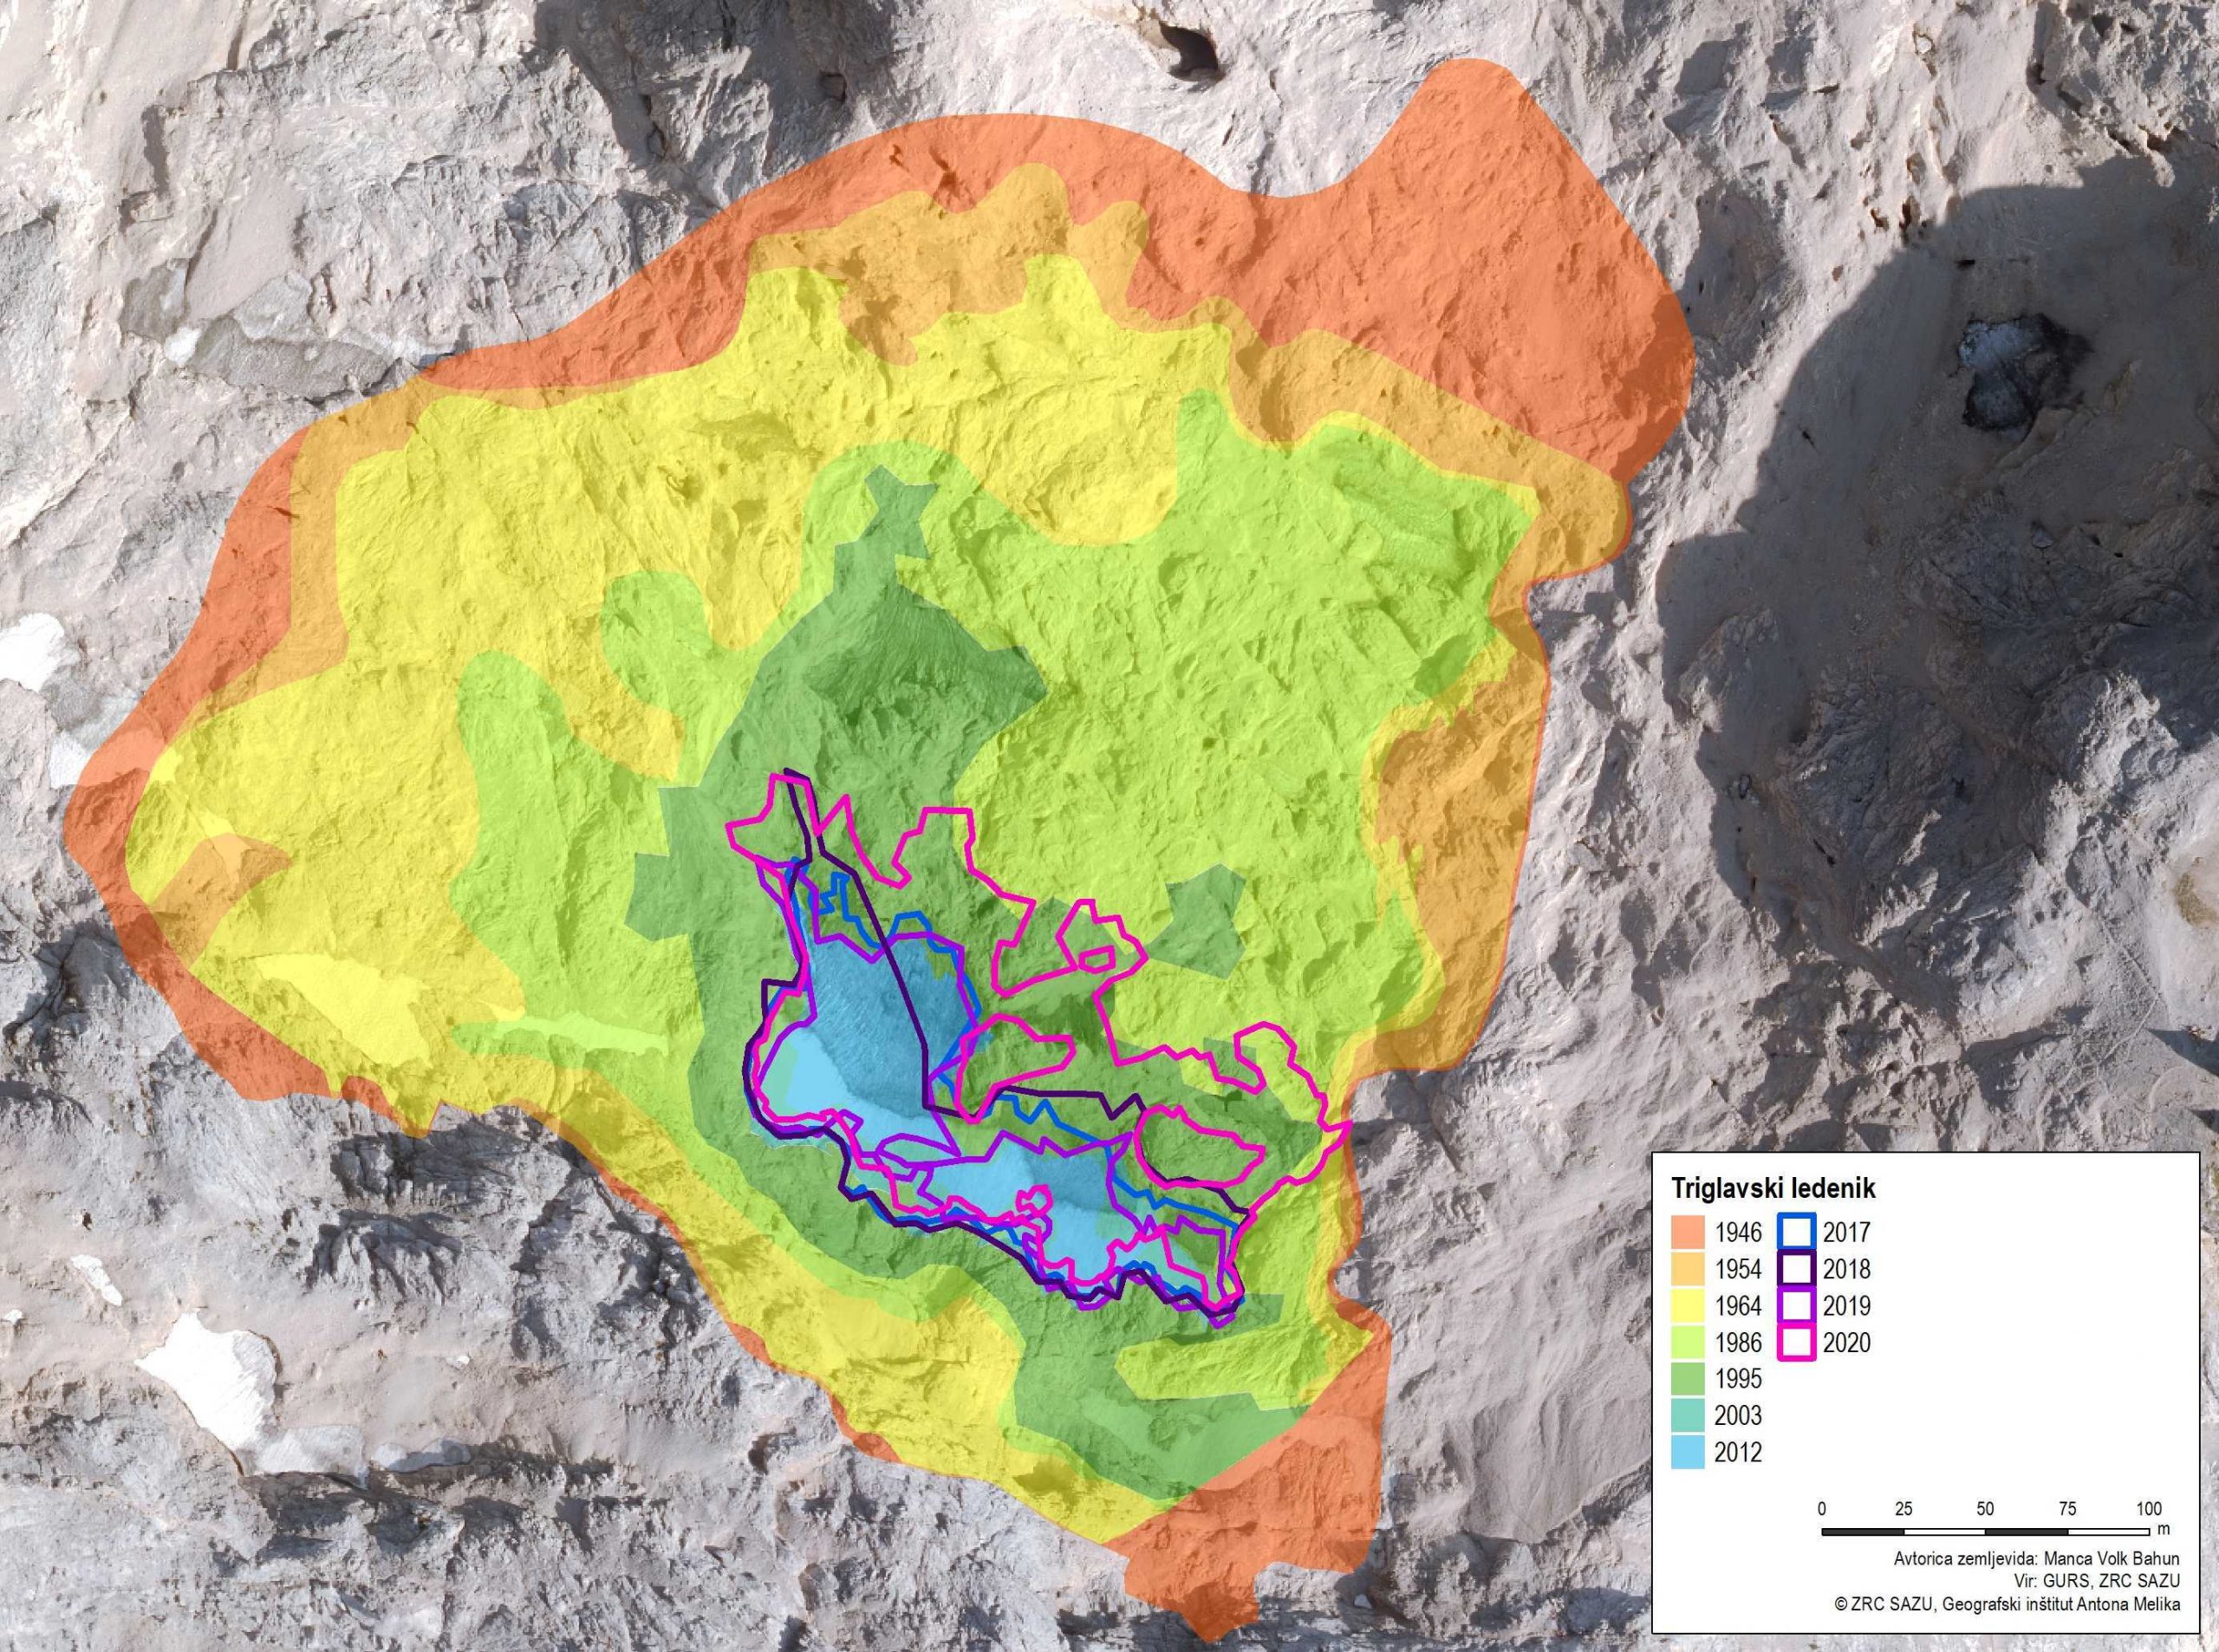 Triglavski ledenik
1946 2017
1954 2018
1964 2019
1986 2020
1995
2003
2012
0 25 50 75 100
m
Avtorica zemljevida: Manca Volk Bahun
Vir: GURS, ZRC SAZU
© ZRC SAZU, Geografski inštitut Antona Melika